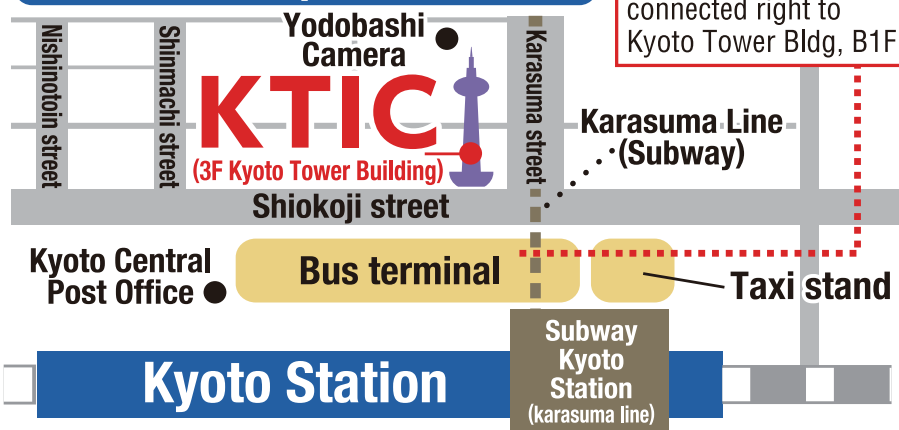 connected right to
Kyoto Tower Bldg, B1F
Yodobashi
Camera
Nishinotoin street
Shinmachi street
Karasuma street
KTIC
(3F Kyoto Tower Building)
Karasuma Line
(Subway)
Shiokoji street
Kyoto Central
Post Office
Bus terminal
Taxi stand
Subway
Kyoto
Station
(karasuma line)
Kyoto Station